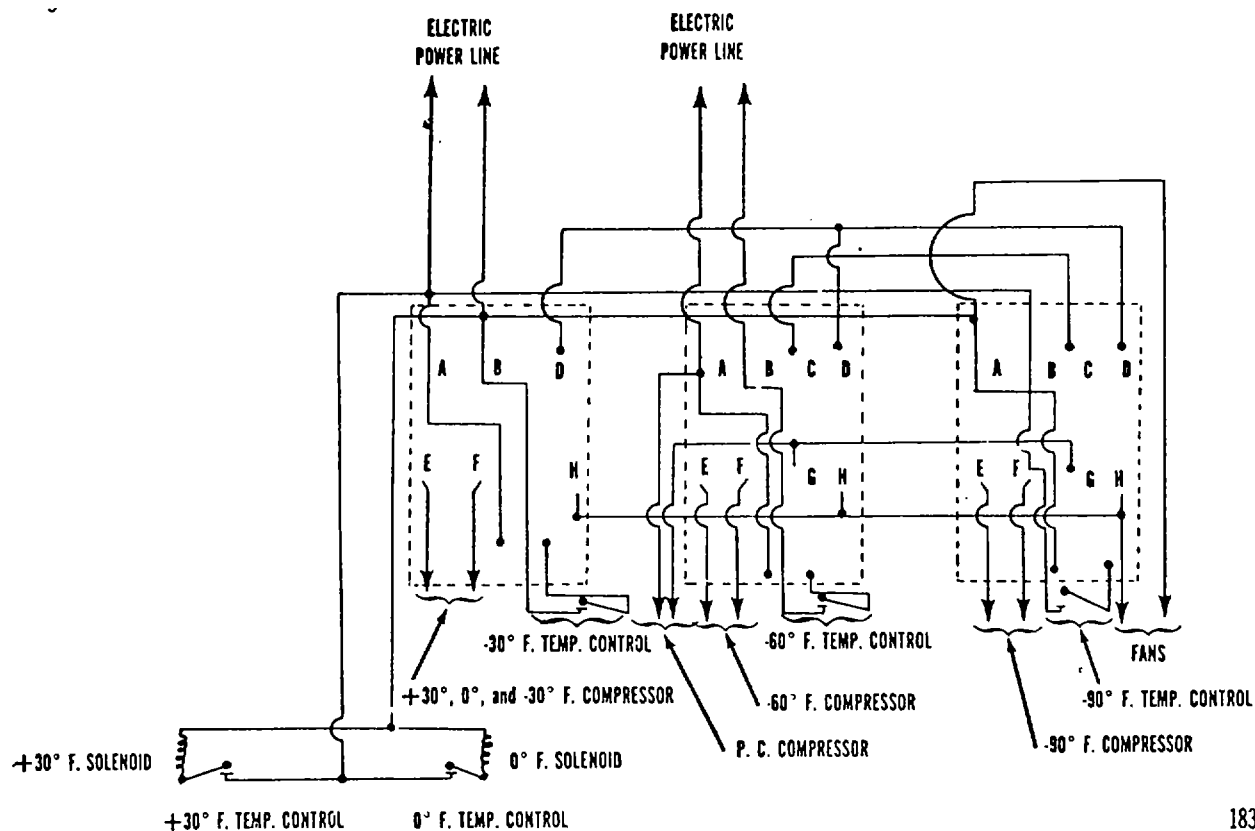 ELECTRIC
POWER LINE
ELECTRIC
POWER LINE
A B D
A B C D
A B C D
E F H
E F G H
E F G H
-30° F. TEMP. CONTROL
-60° F. TEMP. CONTROL
FANS
+30°, 0°, and -30° F. COMPRESSOR
-60° F. COMPRESSOR
-90° F. TEMP. CONTROL
P. C. COMPRESSOR
-90° F. COMPRESSOR
+30° F. SOLENOID
0° F. SOLENOID
+30° F. TEMP. CONTROL
0° F. TEMP. CONTROL
183